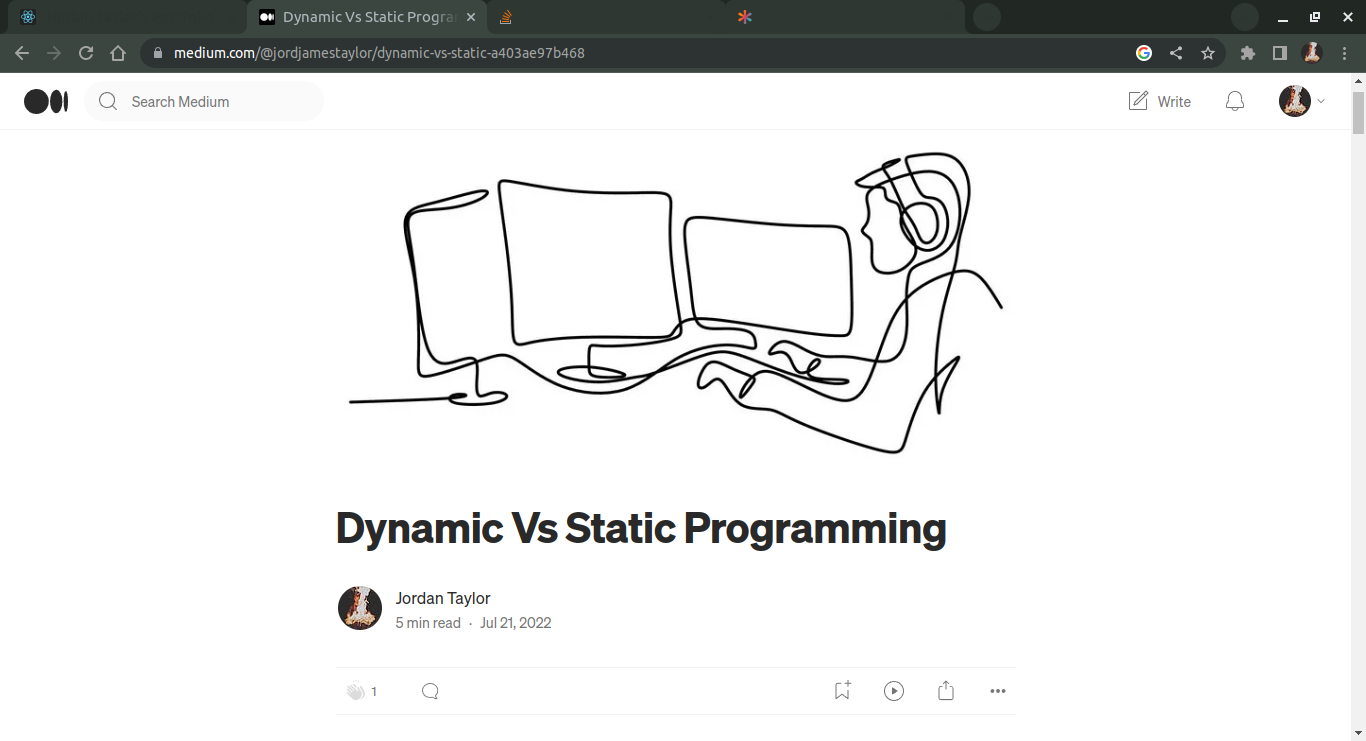 Dynamic Vs Static Progra
medium.com/@jordjamestaylor/dynamic-vs-static-a403ae97b468
Search Medium
Write
Dynamic Vs Static Programming
Jordan Taylor
5 min read · Jul 21, 2022
1